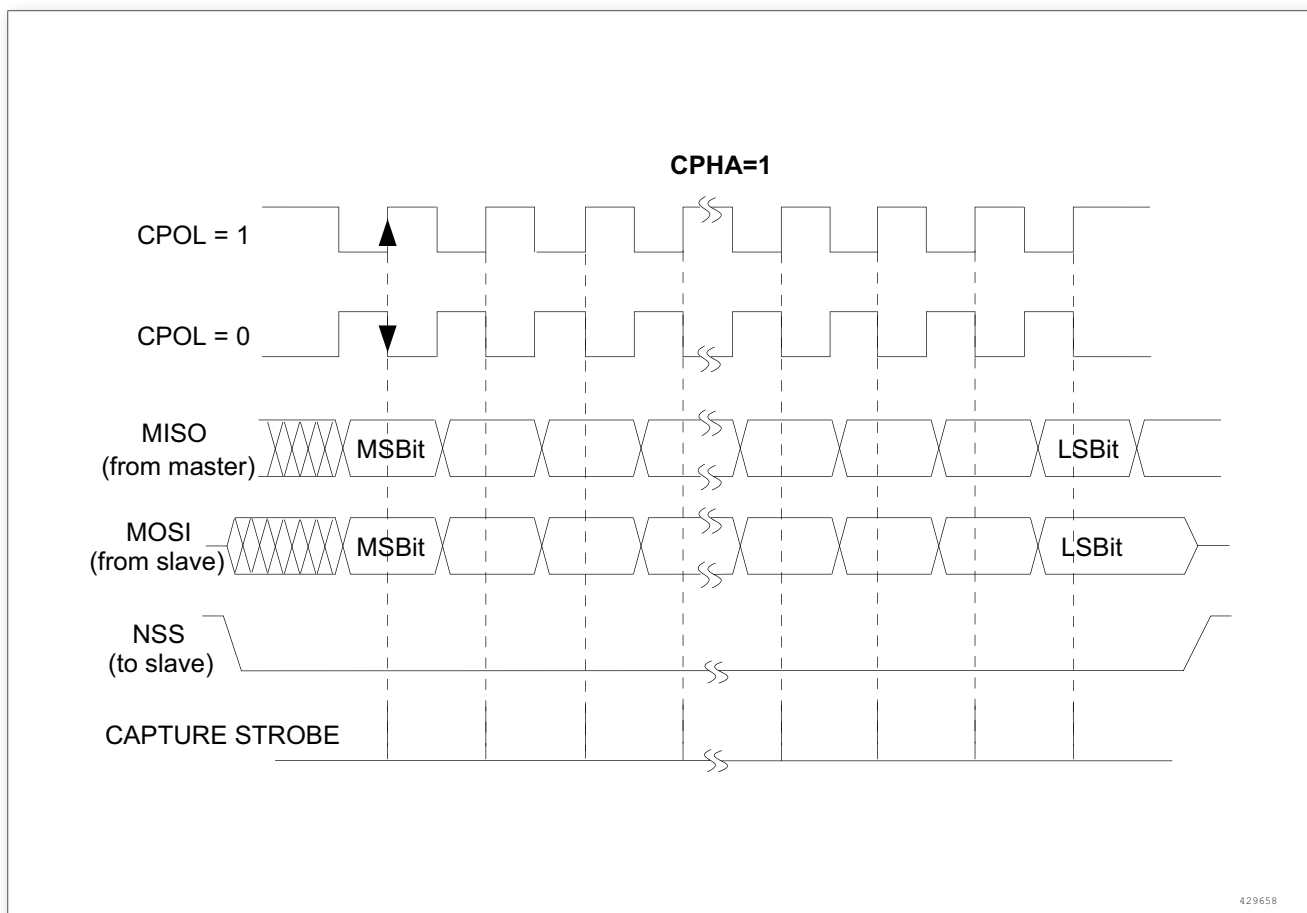 CPHA=1
CPOL = 1
CPOL = 0
MISO
(from master)
MSBit
LSBit
MOSI
(from slave)
MSBit
LSBit
NSS
(to slave)
CAPTURE STROBE
429658